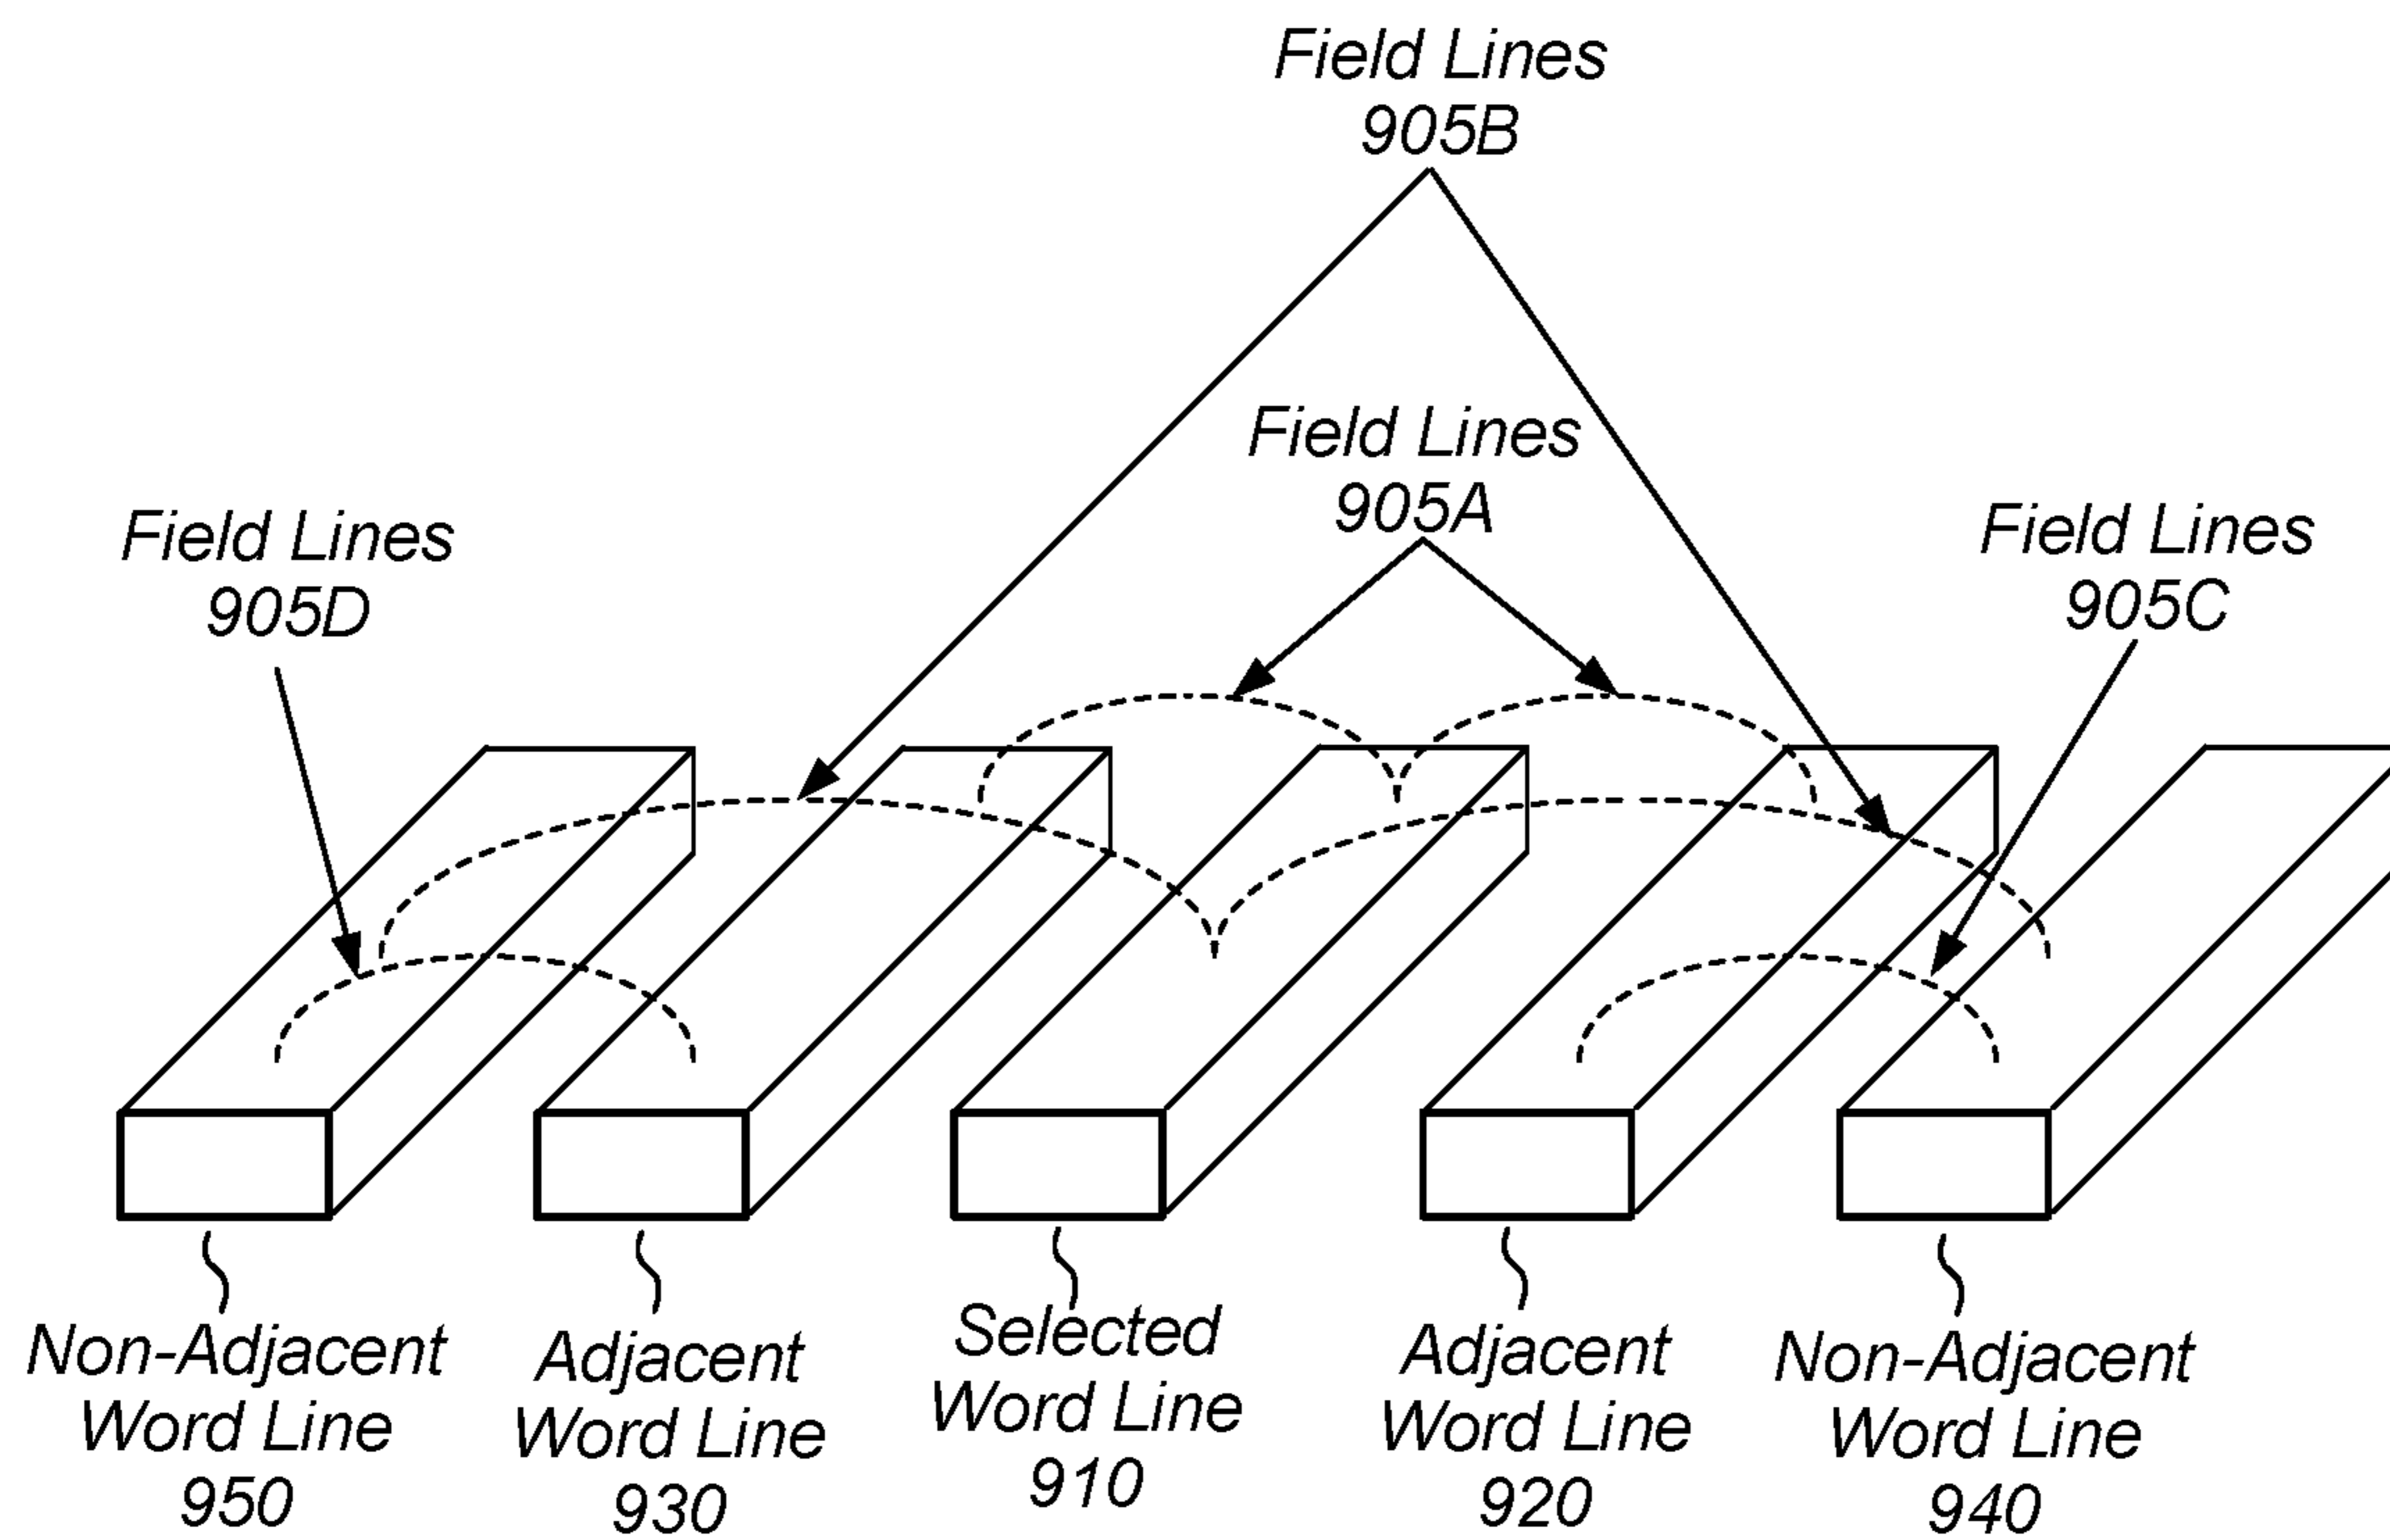 Field Lines
905B
Field Lines
905A
Field Lines
905D
Field Lines
905C
Non-Adjacent
Word Line
950
Adjacent
Word Line
930
Selected
Word Line
910
Adjacent
Word Line
920
Non-Adjacent
Word Line
940